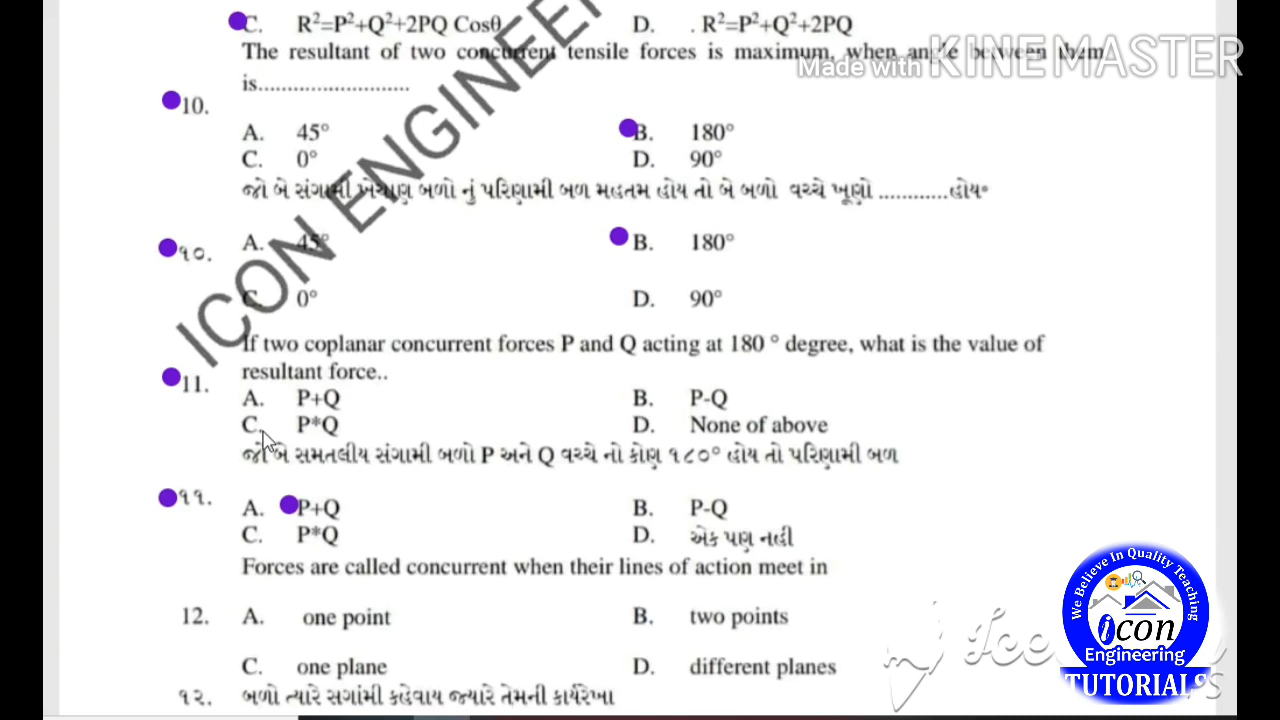 C. R²=P²+Q²+2PQ Cosθ D. . R²=P²+Q²+2PQ
The resultant of two concurrent tensile forces is maximum, when angle between them
is..........................
10.
A. 45° B. 180°
C. 0° D. 90°
જો બે સંગામી ખેચાણ બળો નું પરિણામી બળ મહતમ હોય તો બે બળો વચ્ચે ખૂણો ............હોય°
૧૦.
A. 45° B. 180°
C. 0° D. 90°
If two coplanar concurrent forces P and Q acting at 180 ° degree, what is the value of
resultant force..
11.
A. P+Q B. P-Q
C. P*Q D. None of above
જો બે સમતલીય સંગામી બળો P અને Q વચ્ચે નો કોણ ૧૮૦° હોય તો પરિણામી બળ
૧૧.
A. P+Q B. P-Q
C. P*Q D. એક પણ નહી
Forces are called concurrent when their lines of action meet in
12. A. one point B. two points
C. one plane D. different planes
૧૨. બળો ત્યારે સગાંમી કહેવાય જ્યારે તેમની કાર્યરેખા
Made with KINEMASTER
ICON ENGINEER
We Believe In Quality Teaching
icon
Engineering
TUTORIALS